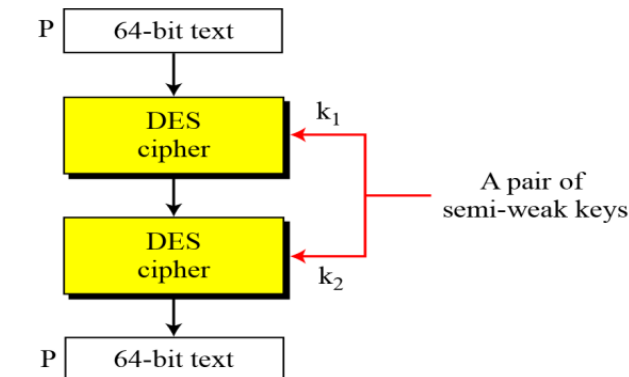 P 64-bit text
DES
cipher
k1
A pair of
semi-weak keys
DES
cipher
k2
P 64-bit text